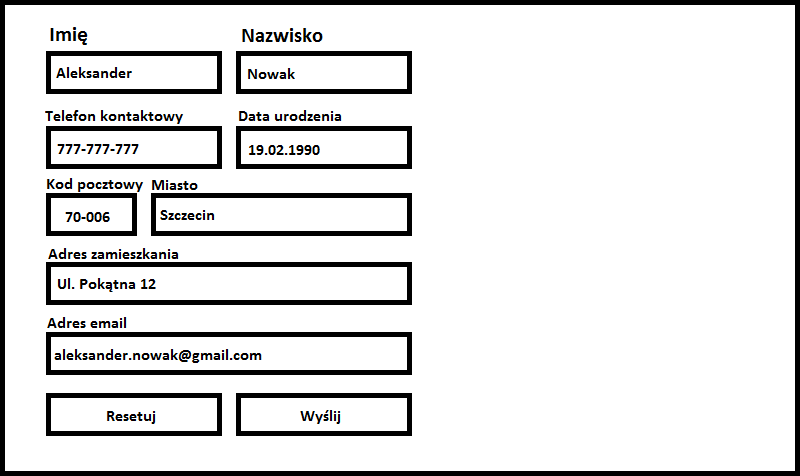 Imię Nazwisko
Aleksander Nowak
Telefon kontaktowy Data urodzenia
777-777-777 19.02.1990
Kod pocztowy Miasto
70-006 Szczecin
Adres zamieszkania
Ul. Pokątna 12
Adres email
aleksander.nowak@gmail.com
Resetuj Wyślij